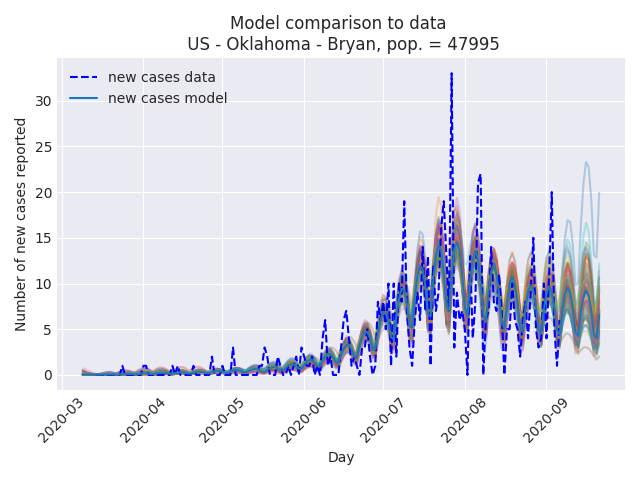 Model comparison to data
US - Oklahoma - Bryan, pop. = 47995
new cases data
new cases model
Number of new cases reported
30
25
20
15
10
5
0
2020-03
2020-04
2020-05
2020-06
2020-07
2020-08
2020-09
Day